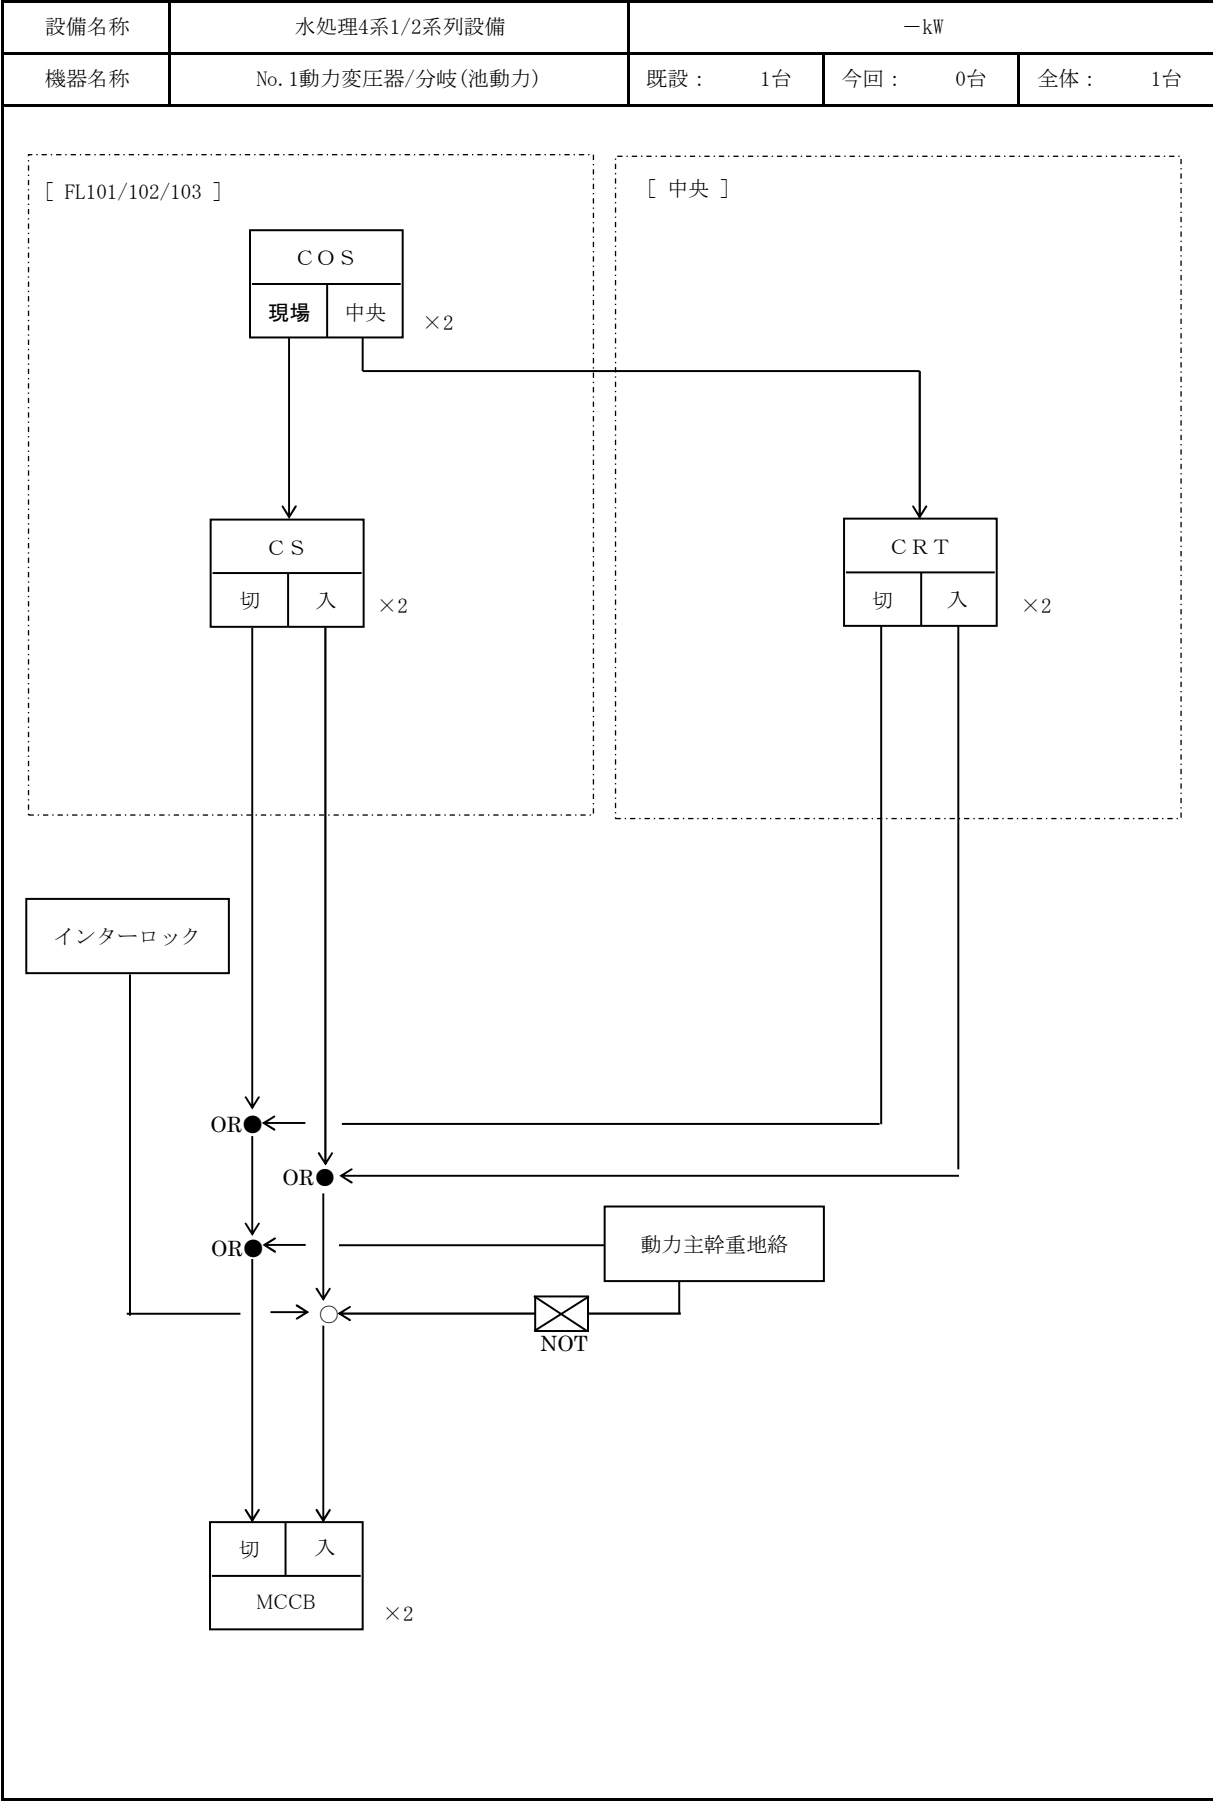 設備名称 水処理4系1/2系列設備 －kW
機器名称 No.1動力変圧器/分岐(池動力) 既設： 1台 今回： 0台 全体： 1台
［ FL101/102/103 ］
［ 中央 ］
ＣＯＳ
現場 中央 ×2
ＣＳ
切 入 ×2
ＣＲＴ
切 入 ×2
インターロック
OR
OR
OR
動力主幹重地絡
NOT
切 入
MCCB ×2